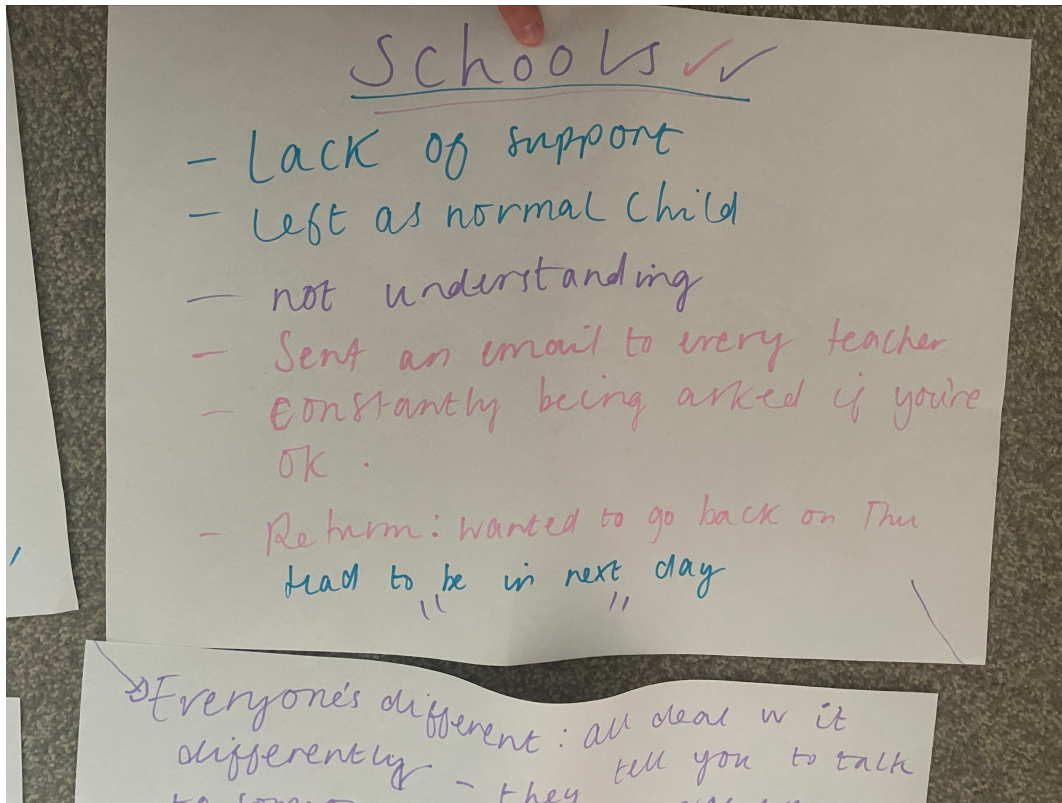 Schools ✓✓
- Lack of support
- Left as normal child
- not understanding
- Sent an email to every teacher
- constantly being asked if you're
OK.
- Return: wanted to go back on Thu
Had to be in next day
" "
Everyone's different: all deal w it
differently - they tell you to talk